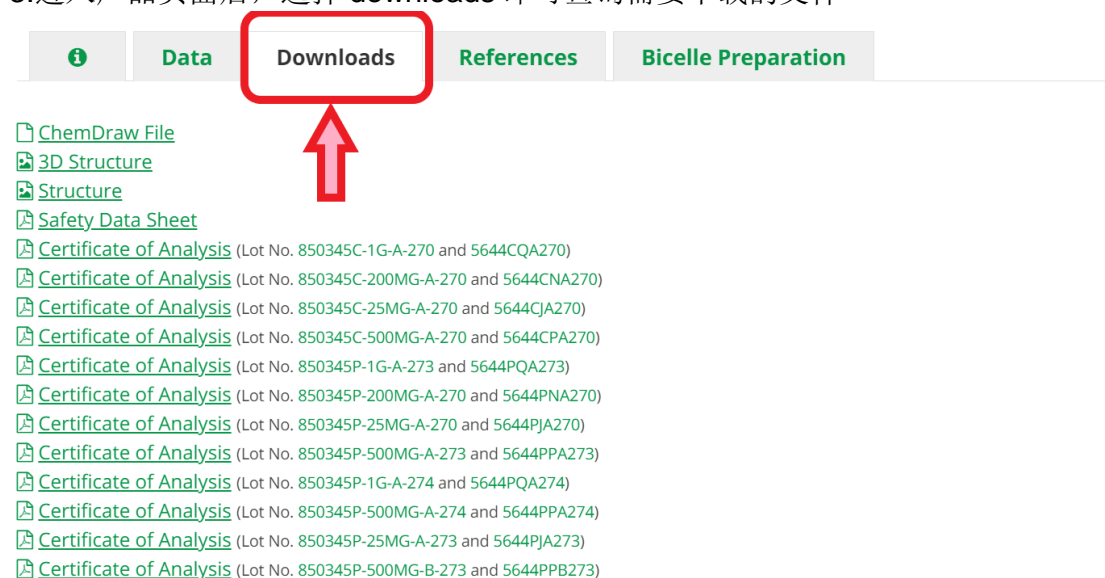 downloads
Data Downloads References Bicelle Preparation
ChemDraw File
3D Structure
Structure
Safety Data Sheet
Certificate of Analysis (Lot No. 850345C-1G-A-270 and 5644CQA270)
Certificate of Analysis (Lot No. 850345C-200MG-A-270 and 5644CNA270)
Certificate of Analysis (Lot No. 850345C-25MG-A-270 and 5644CJA270)
Certificate of Analysis (Lot No. 850345C-500MG-A-270 and 5644CPA270)
Certificate of Analysis (Lot No. 850345P-1G-A-273 and 5644PQA273)
Certificate of Analysis (Lot No. 850345P-200MG-A-270 and 5644PNA270)
Certificate of Analysis (Lot No. 850345P-25MG-A-270 and 5644PJA270)
Certificate of Analysis (Lot No. 850345P-500MG-A-273 and 5644PPA273)
Certificate of Analysis (Lot No. 850345P-1G-A-274 and 5644PQA274)
Certificate of Analysis (Lot No. 850345P-500MG-A-274 and 5644PPA274)
Certificate of Analysis (Lot No. 850345P-25MG-A-273 and 5644PJA273)
Certificate of Analysis (Lot No. 850345P-500MG-B-273 and 5644PPB273)